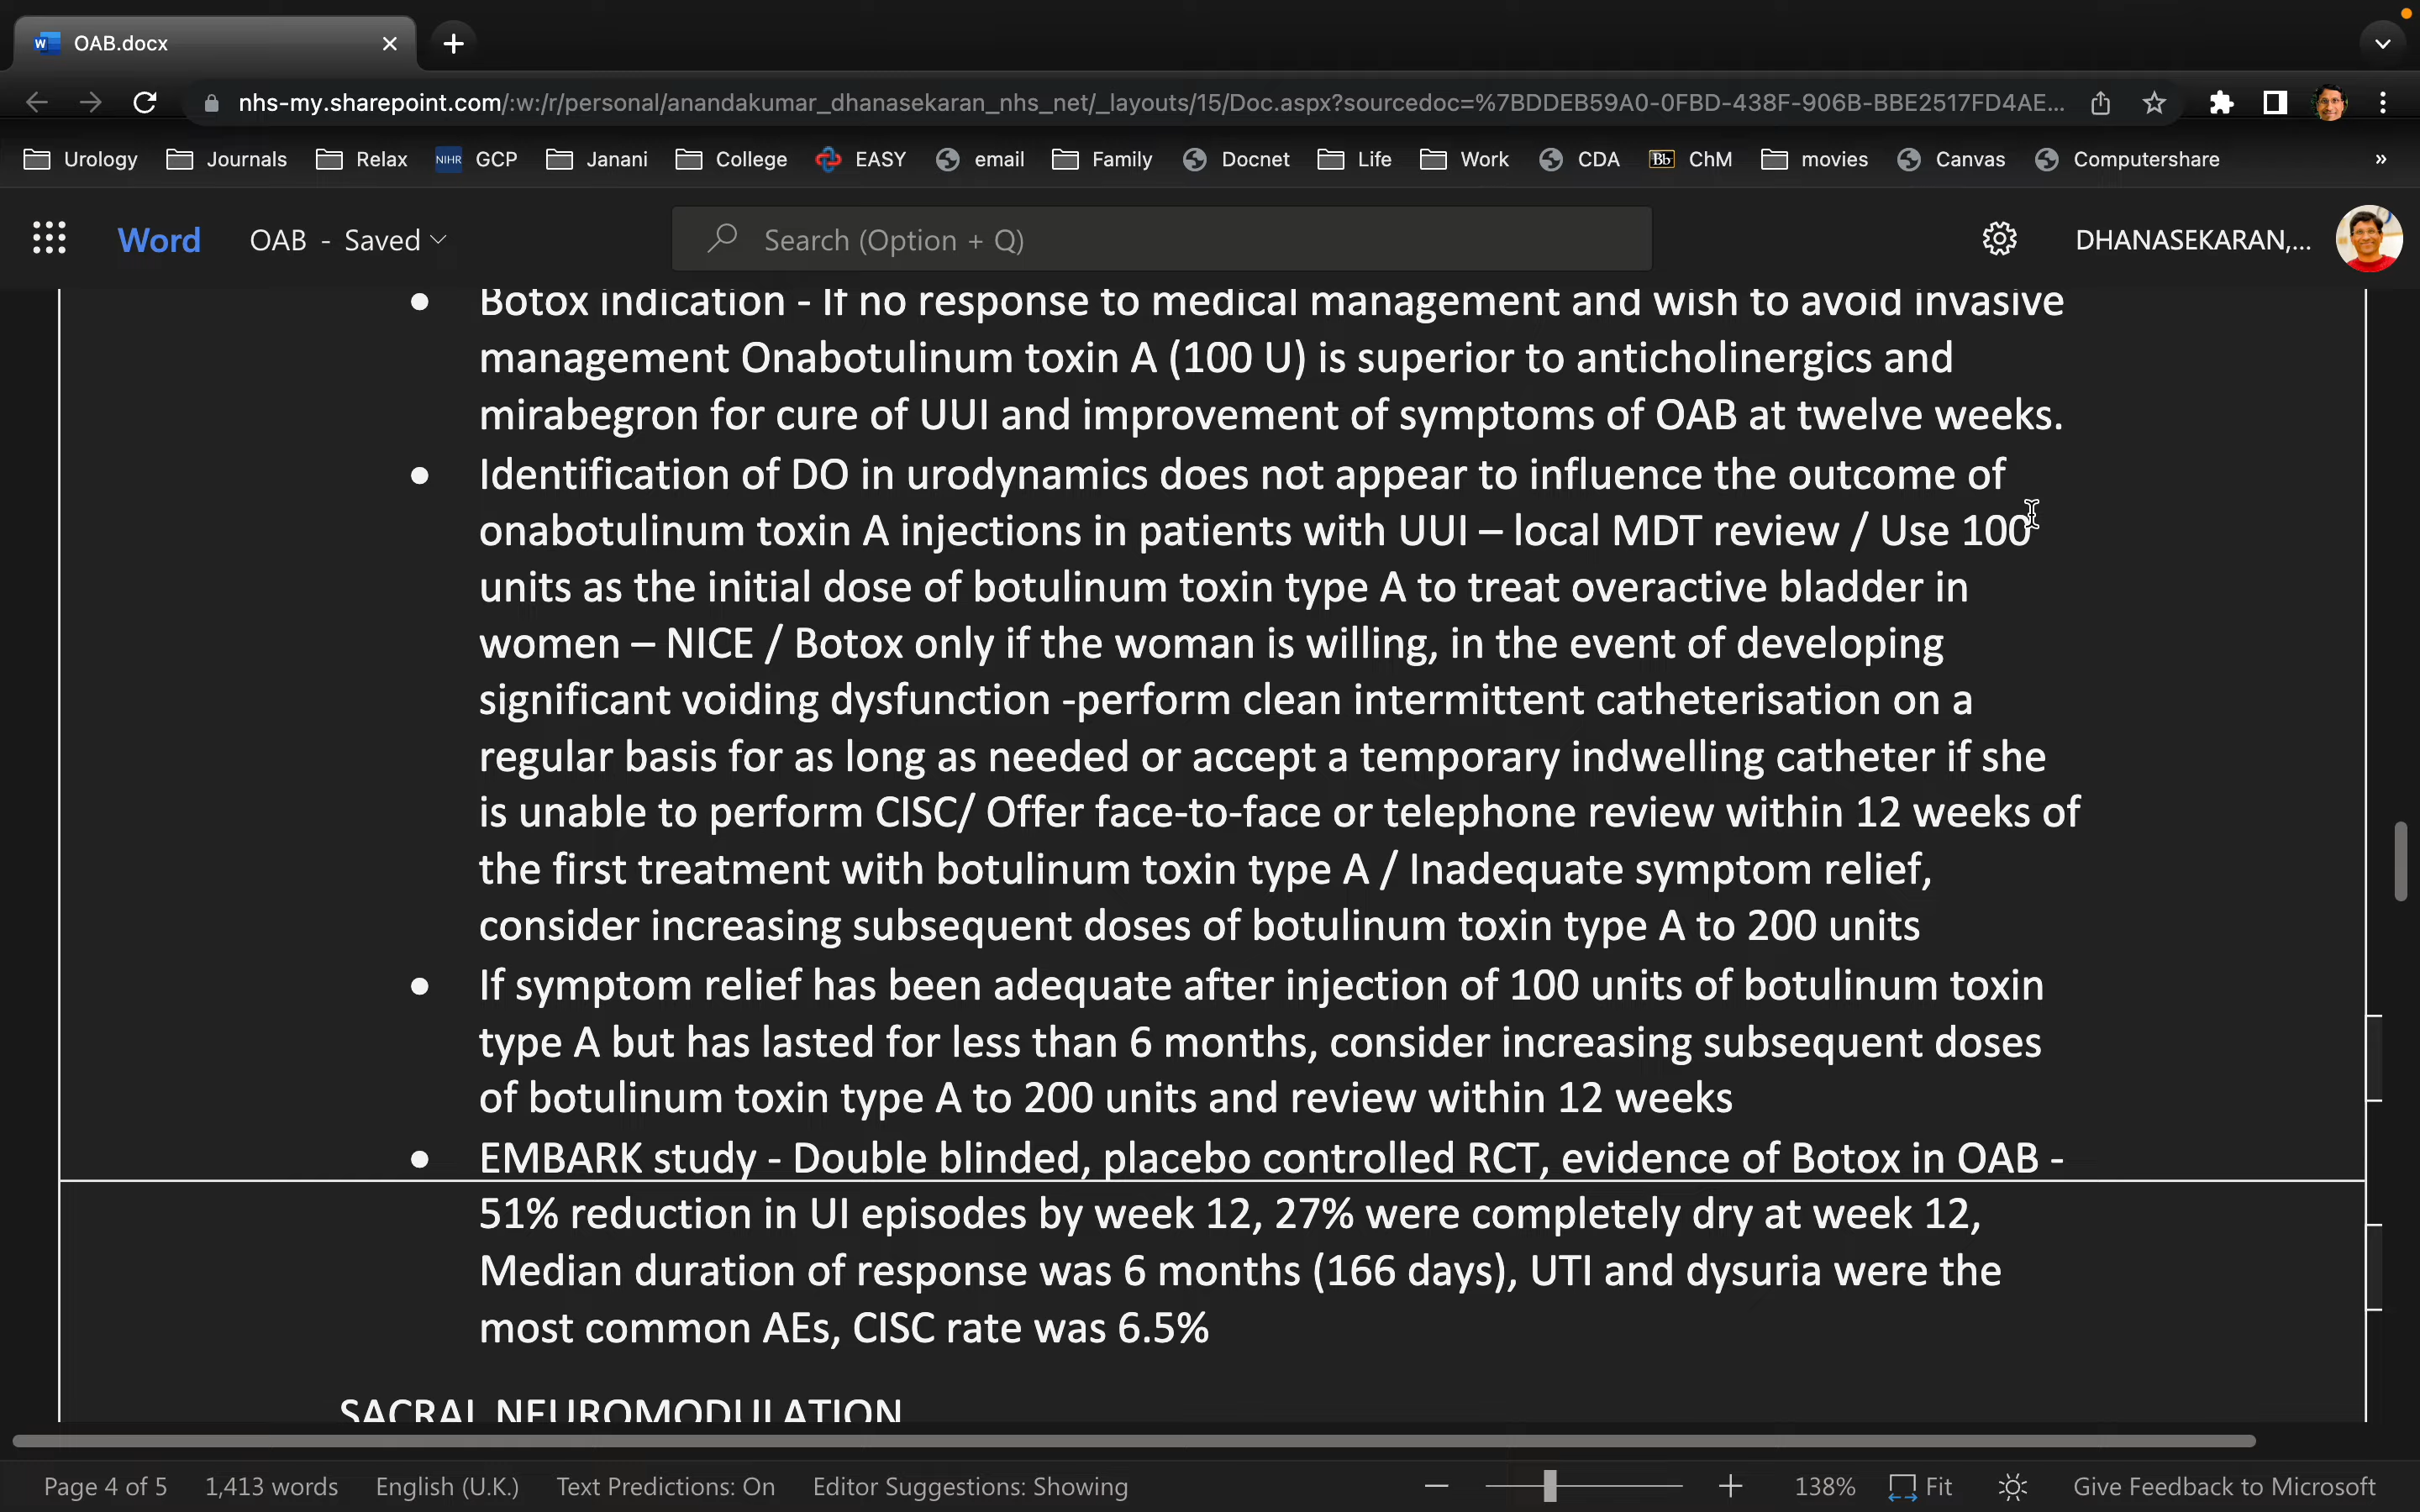 OAB.docx
nhs-my.sharepoint.com/:w:/r/personal/anandakumar_dhanasekaran_nhs_net/_layouts/15/Doc.aspx?sourcedoc=%7BDDEB59A0-0FBD-438F-906B-BBE2517FD4AE...
Urology Journals Relax NIHR GCP Janani College EASY email Family Docnet Life Work CDA Bb ChM movies Canvas Computershare »
Word OAB - Saved Search (Option + Q) DHANASEKARAN,...
• Botox indication - If no response to medical management and wish to avoid invasive
management Onabotulinum toxin A (100 U) is superior to anticholinergics and
mirabegron for cure of UUI and improvement of symptoms of OAB at twelve weeks.
• Identification of DO in urodynamics does not appear to influence the outcome of
onabotulinum toxin A injections in patients with UUI – local MDT review / Use 100
units as the initial dose of botulinum toxin type A to treat overactive bladder in
women – NICE / Botox only if the woman is willing, in the event of developing
significant voiding dysfunction -perform clean intermittent catheterisation on a
regular basis for as long as needed or accept a temporary indwelling catheter if she
is unable to perform CISC/ Offer face-to-face or telephone review within 12 weeks of
the first treatment with botulinum toxin type A / Inadequate symptom relief,
consider increasing subsequent doses of botulinum toxin type A to 200 units
• If symptom relief has been adequate after injection of 100 units of botulinum toxin
type A but has lasted for less than 6 months, consider increasing subsequent doses
of botulinum toxin type A to 200 units and review within 12 weeks
• EMBARK study - Double blinded, placebo controlled RCT, evidence of Botox in OAB -
51% reduction in UI episodes by week 12, 27% were completely dry at week 12,
Median duration of response was 6 months (166 days), UTI and dysuria were the
most common AEs, CISC rate was 6.5%
SACRAL NEUROMODULATION
Page 4 of 5 1,413 words English (U.K.) Text Predictions: On Editor Suggestions: Showing 138% Fit Give Feedback to Microsoft